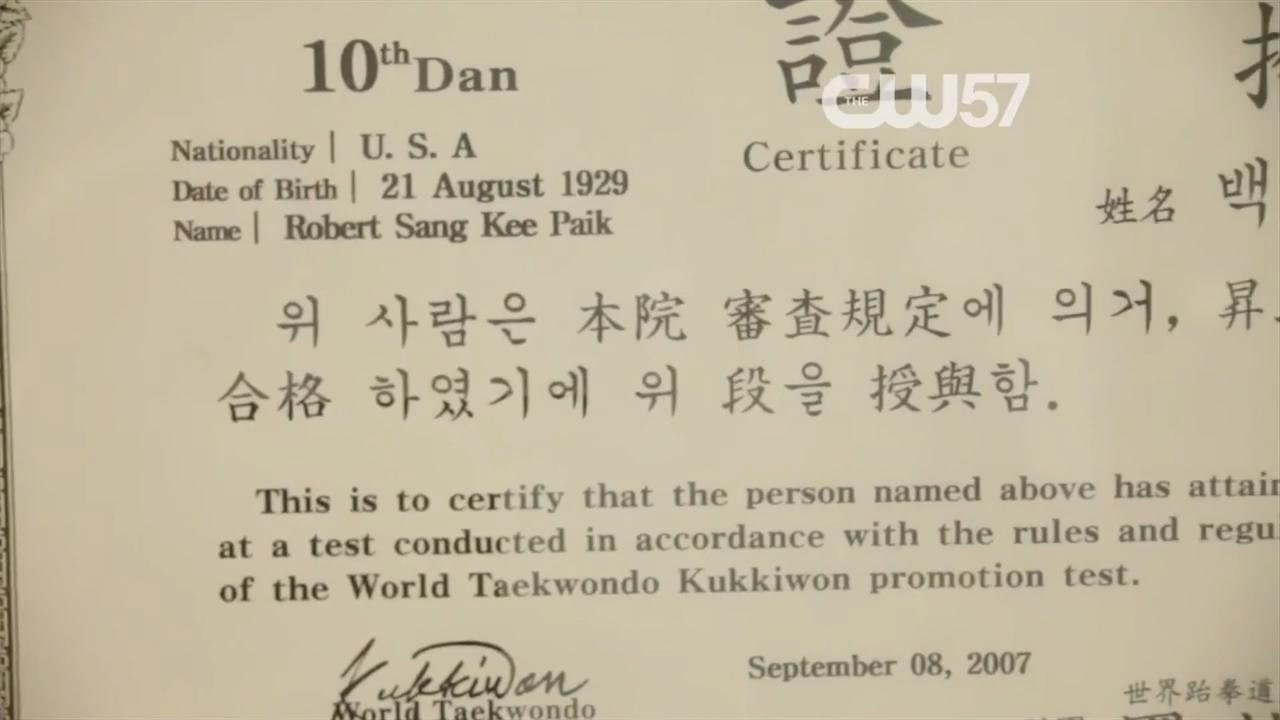 10th Dan
證
THE CW57
Certificate
Nationality | U. S. A
Date of Birth | 21 August 1929
Name | Robert Sang Kee Paik
姓名 백
위 사람은 本院 審査規定에 의거, 昇
合格 하였기에 위 段을 授與함.
This is to certify that the person named above has attain
at a test conducted in accordance with the rules and regu
of the World Taekwondo Kukkiwon promotion test.
Kukkiwon
World Taekwondo
September 08, 2007
世界跆拳道